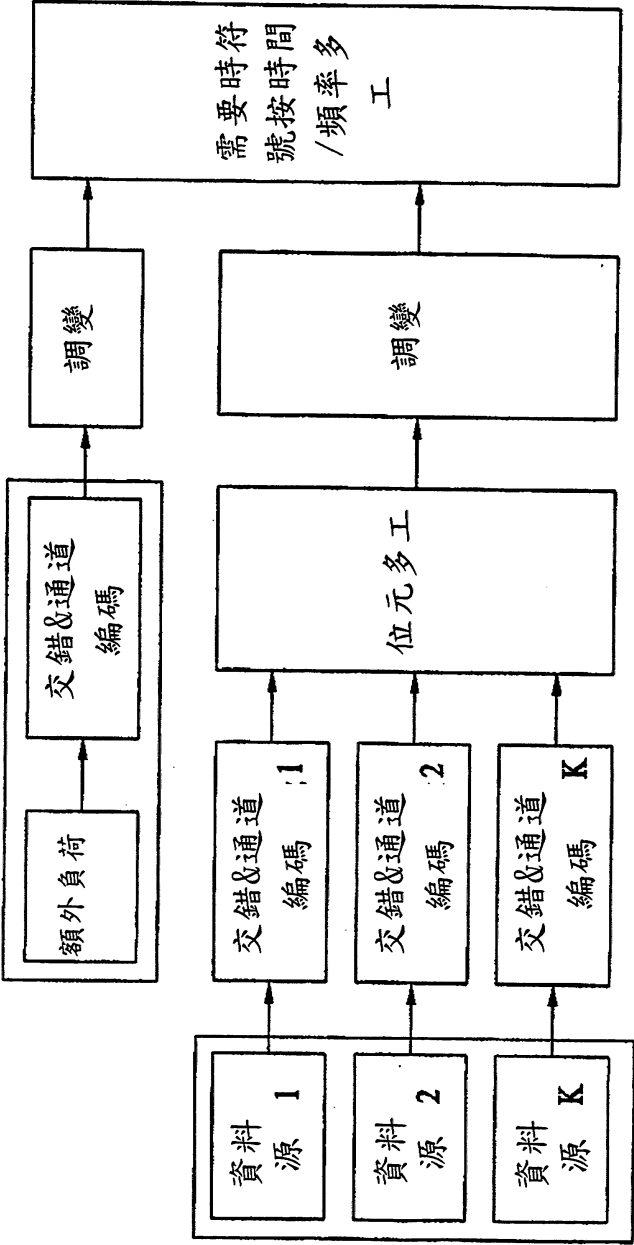 額外負荷
交錯&通道
編碼
調變
需要時符
號按時間
/頻率多
工
資料
源 1
交錯&通道
編碼 1
資料
源 2
交錯&通道
編碼 2
資料
源 K
交錯&通道
編碼 K
位元多工
調變